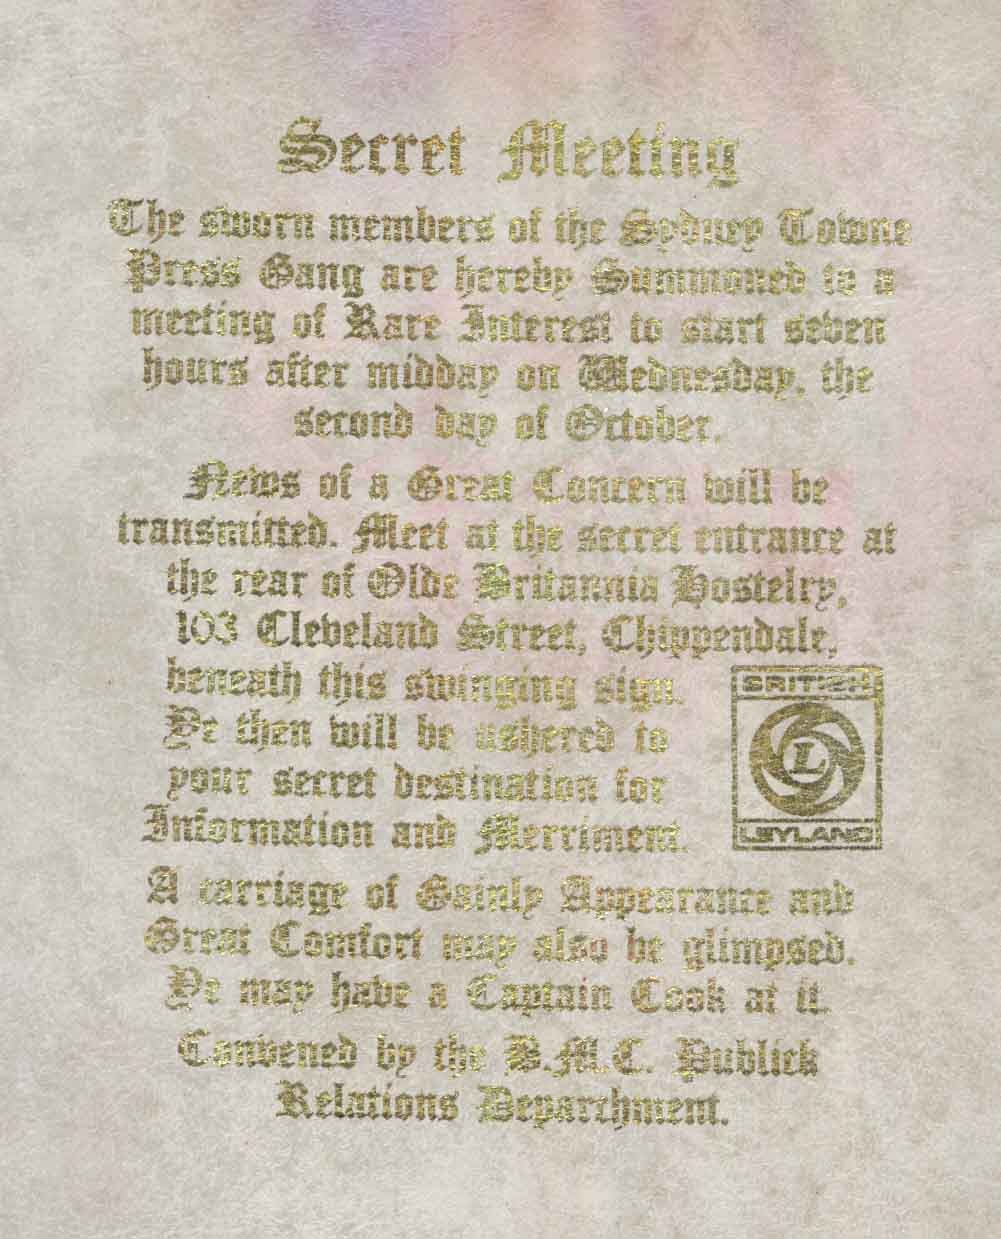 Secret Meeting
The sworn members of the Sydney Towne
Press Gang are hereby Summoned to a
meeting of Rare Interest to start seven
hours after midday on Wednesday, the
second day of October.
News of a Great Concern will be
transmitted. Meet at the secret entrance at
the rear of Olde Britannia Hostelry,
103 Cleveland Street, Chippendale,
beneath this swinging sign.
Ye then will be ushered to
your secret destination for
Information and Merriment.
BRITISH
L
LEYLAND
A carriage of Gainly Appearance and
Great Comfort may also be glimpsed.
Ye may have a Captain Cook at it.
Convened by the B.M.C. Publick
Relations Departhment.